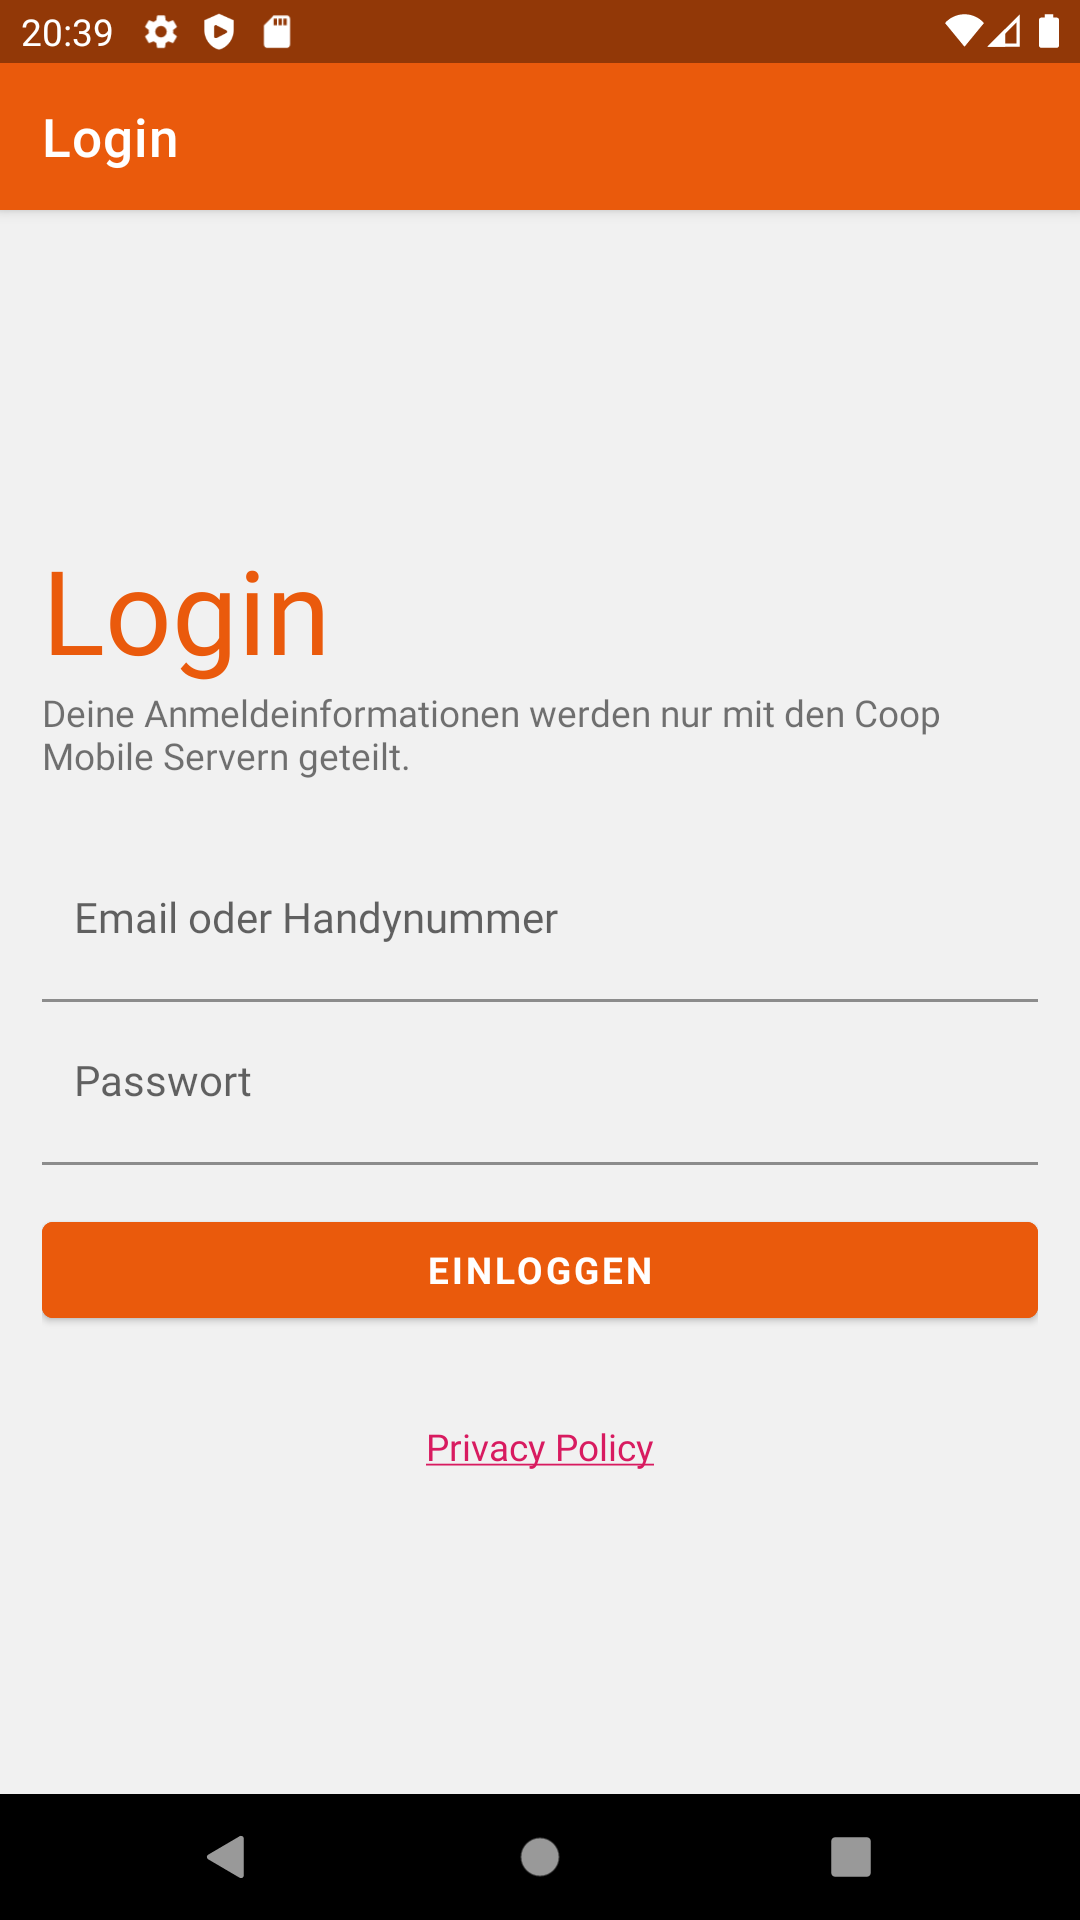 20:39
Login
Login
Deine Anmeldeinformationen werden nur mit den Coop
Mobile Servern geteilt.
Email oder Handynummer
Passwort
EINLOGGEN
Privacy Policy